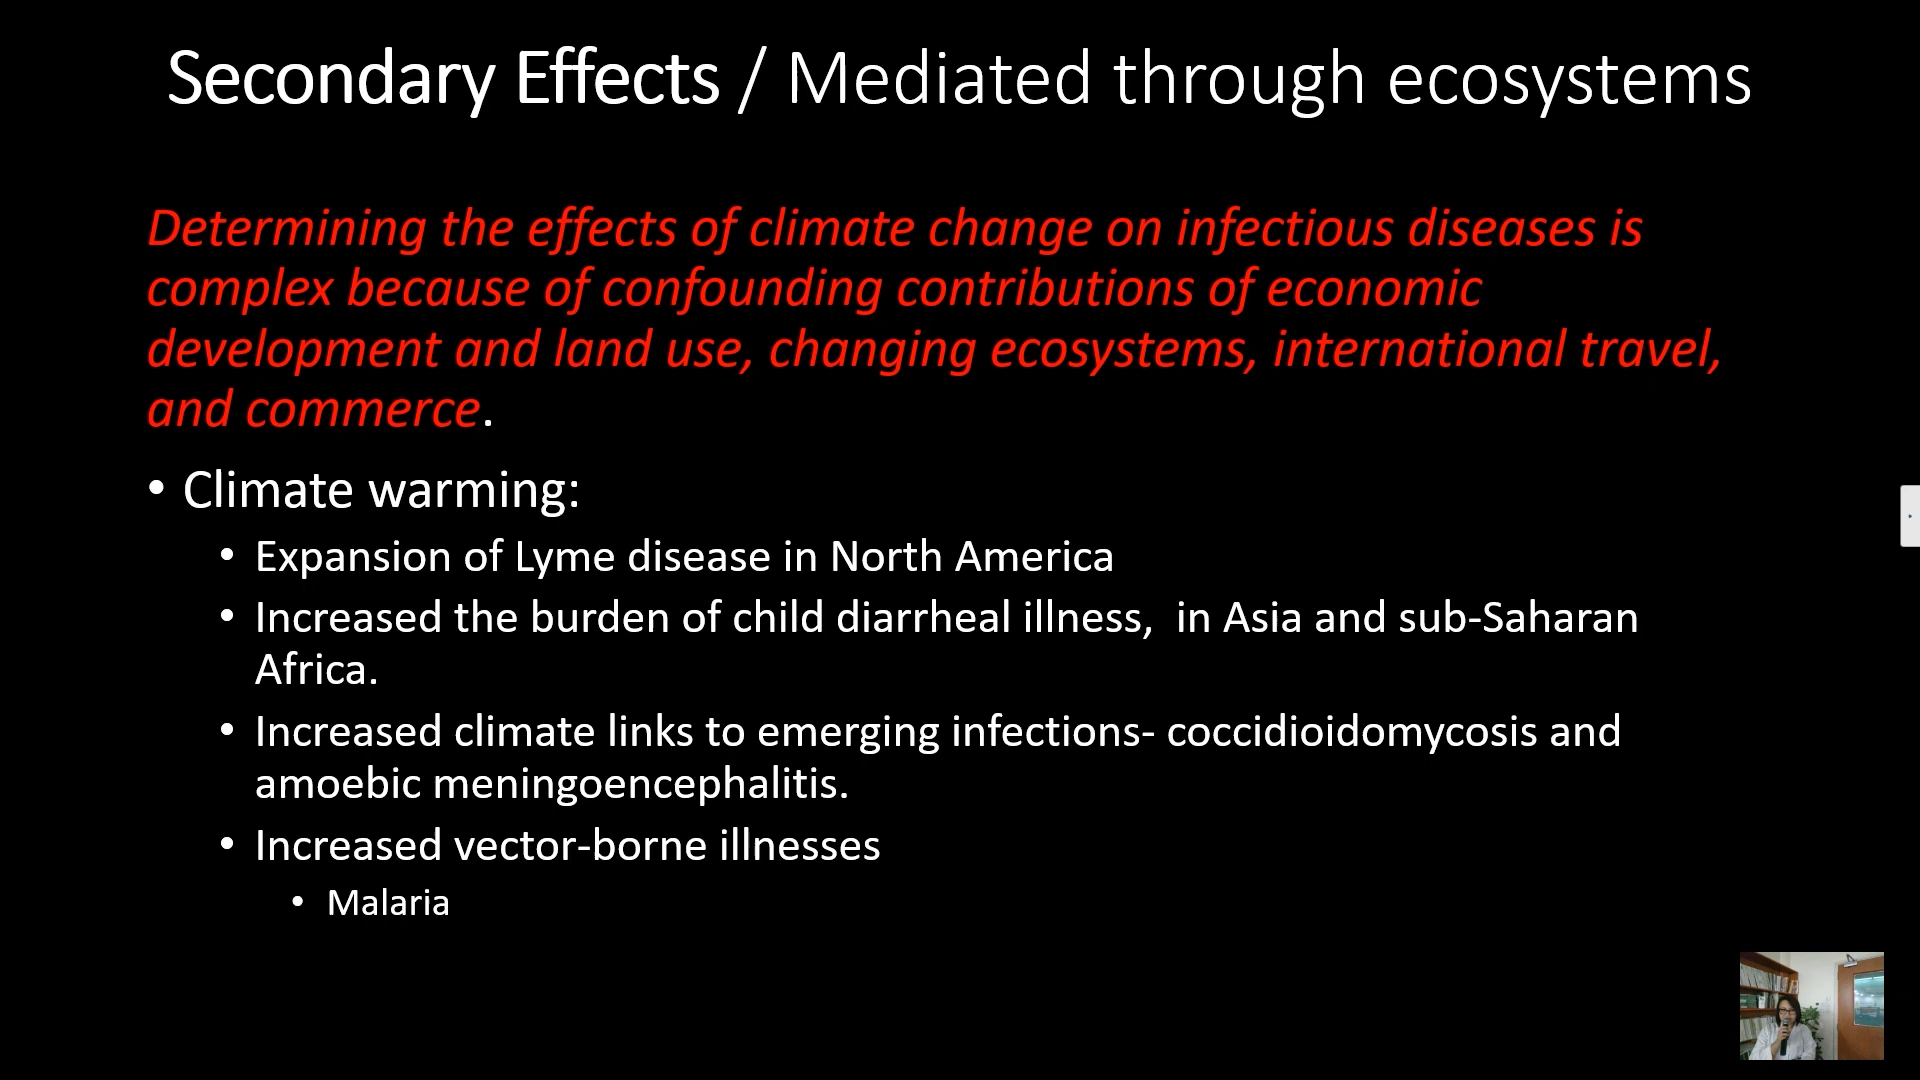 Secondary Effects / Mediated through ecosystems
Determining the effects of climate change on infectious diseases is
complex because of confounding contributions of economic
development and land use, changing ecosystems, international travel,
and commerce.
• Climate warming:
• Expansion of Lyme disease in North America
• Increased the burden of child diarrheal illness,  in Asia and sub-Saharan
Africa.
• Increased climate links to emerging infections- coccidioidomycosis and
amoebic meningoencephalitis.
• Increased vector-borne illnesses
• Malaria